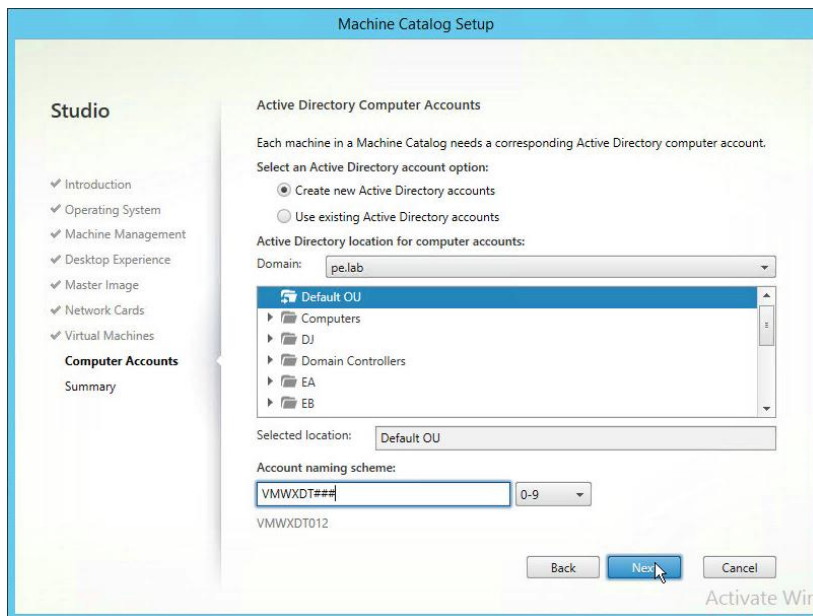 Machine Catalog Setup
Studio
Introduction
Operating System
Machine Management
Desktop Experience
Master Image
Network Cards
Virtual Machines
Computer Accounts
Summary
Active Directory Computer Accounts
Each machine in a Machine Catalog needs a corresponding Active Directory computer account.
Select an Active Directory account option:
Create new Active Directory accounts
Use existing Active Directory accounts
Active Directory location for computer accounts:
Domain: pe.lab
Default OU
Computers
DJ
Domain Controllers
EA
EB
Selected location: Default OU
Account naming scheme:
VMWXDT### 0-9
VMWXDT012
Back Next Cancel
Activate Wi